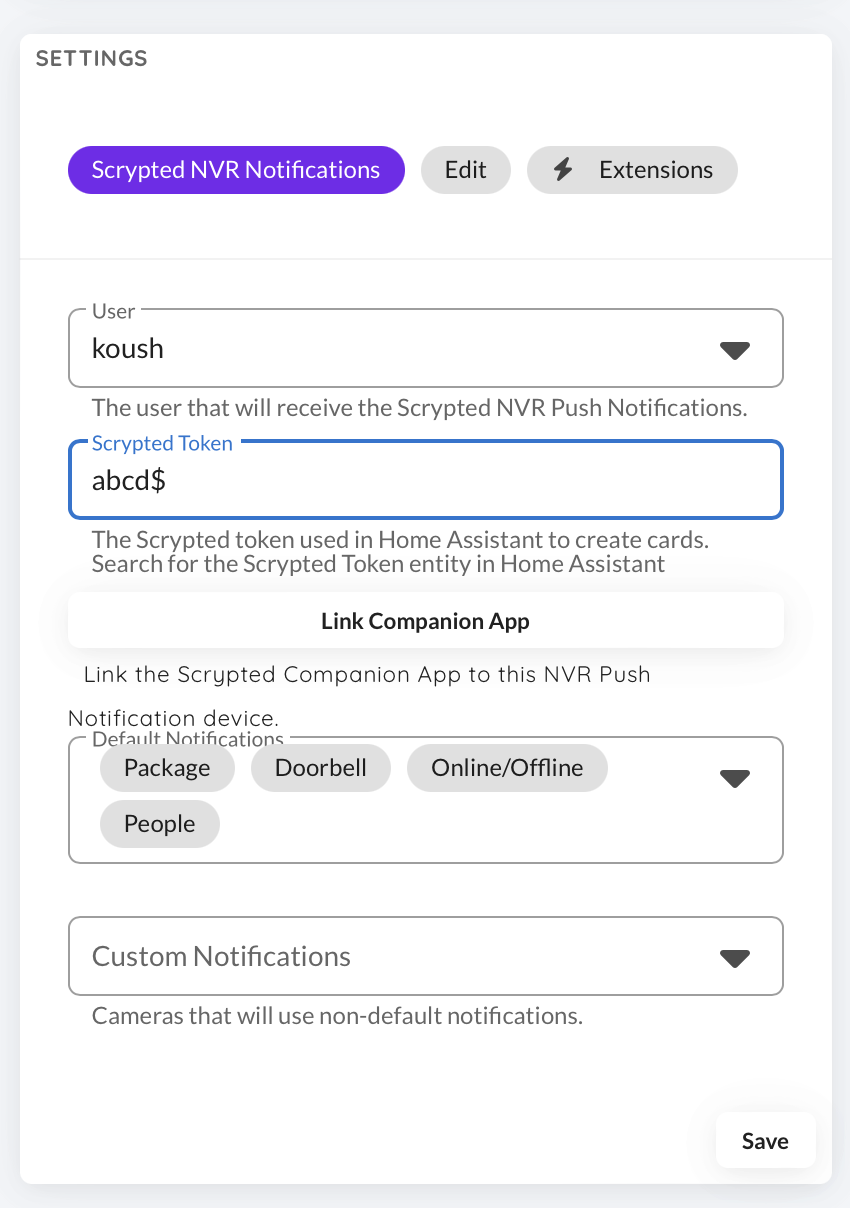 SETTINGS
Scrypted NVR Notifications Edit Extensions
User
koush
The user that will receive the Scrypted NVR Push Notifications.
Scrypted Token
abcd$
The Scrypted token used in Home Assistant to create cards.
Search for the Scrypted Token entity in Home Assistant
Link Companion App
Link the Scrypted Companion App to this NVR Push
Notification device.
Default Notifications
Package Doorbell Online/Offline
People
Custom Notifications
Cameras that will use non-default notifications.
Save